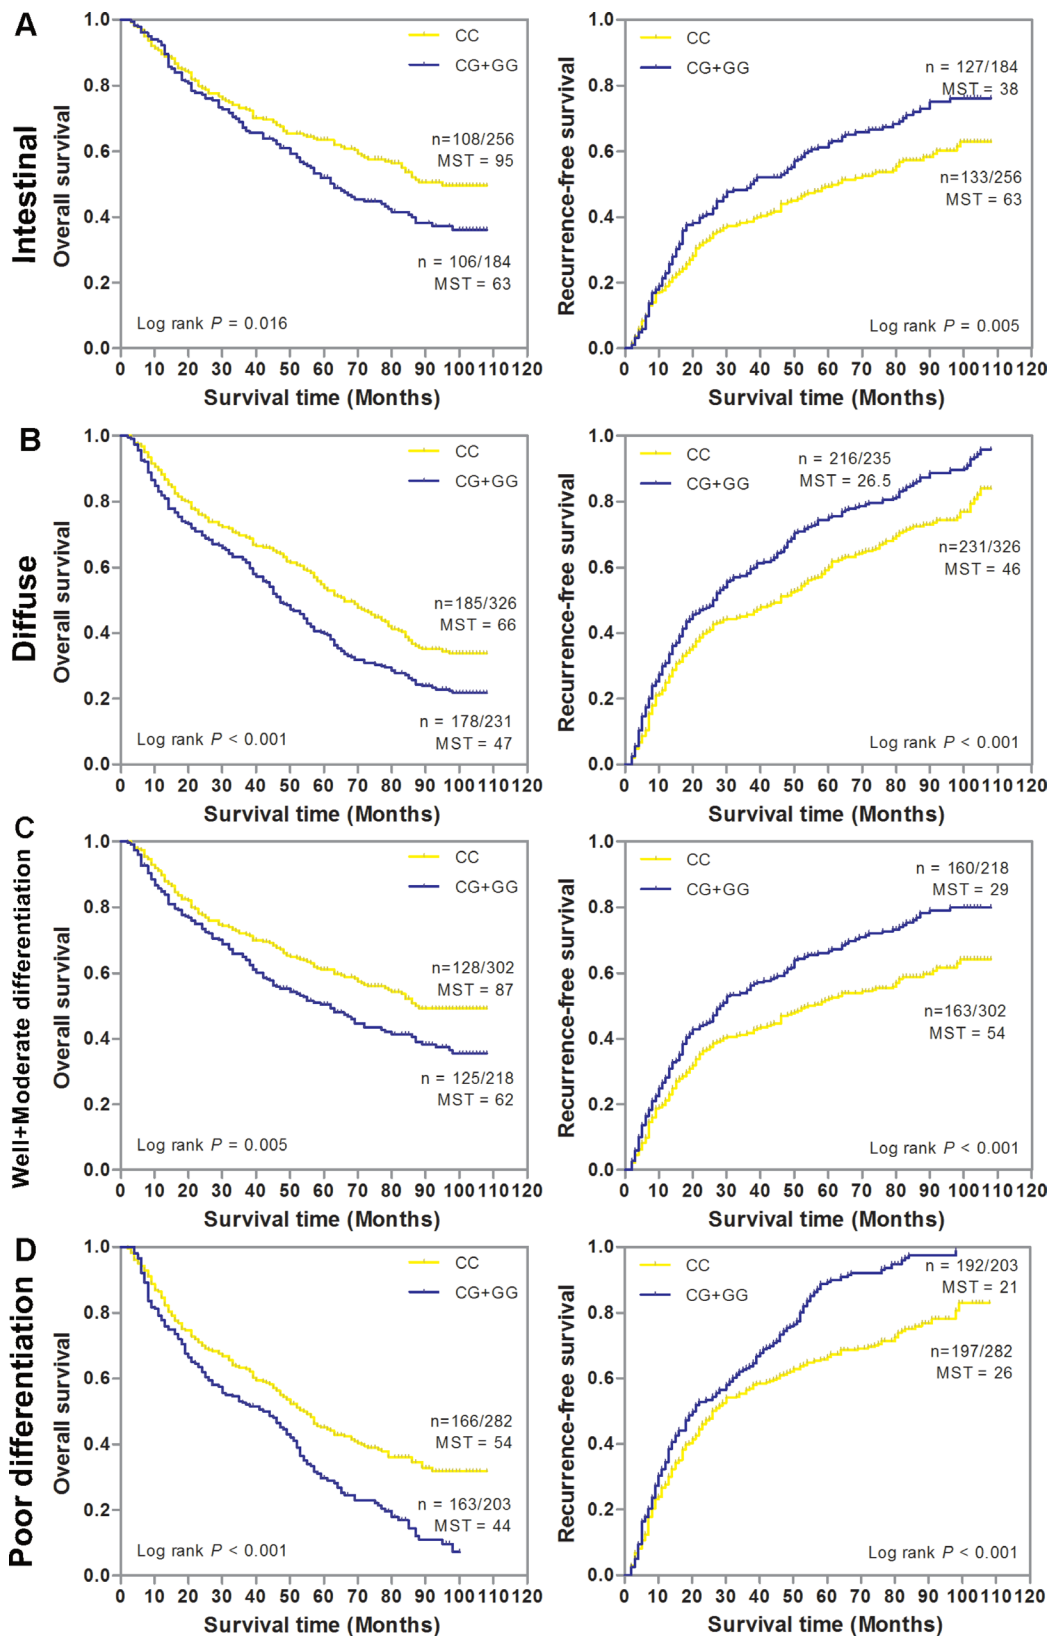 A
Intestinal
Overall survival
1.0
0.8
0.6
0.4
0.2
0.0
CC
CG+GG
n=108/256
MST = 95
n = 106/184
MST = 63
Log rank P = 0.016
0 10 20 30 40 50 60 70 80 90 100 110 120
Survival time (Months)
Recurrence-free survival
1.0
0.8
0.6
0.4
0.2
0.0
CC
CG+GG
n = 127/184
MST = 38
n=133/256
MST = 63
Log rank P = 0.005
0 10 20 30 40 50 60 70 80 90 100 110 120
Survival time (Months)
B
Diffuse
Overall survival
1.0
0.8
0.6
0.4
0.2
0.0
CC
CG+GG
n=185/326
MST = 66
n = 178/231
MST = 47
Log rank P < 0.001
0 10 20 30 40 50 60 70 80 90 100 110 120
Survival time (Months)
Recurrence-free survival
1.0
0.8
0.6
0.4
0.2
0.0
CC
CG+GG
n = 216/235
MST = 26.5
n=231/326
MST = 46
Log rank P < 0.001
0 10 20 30 40 50 60 70 80 90 100 110 120
Survival time (Months)
C
Well+Moderate differentiation
Overall survival
1.0
0.8
0.6
0.4
0.2
0.0
CC
CG+GG
n=128/302
MST = 87
n = 125/218
MST = 62
Log rank P = 0.005
0 10 20 30 40 50 60 70 80 90 100 110 120
Survival time (Months)
Recurrence-free survival
1.0
0.8
0.6
0.4
0.2
0.0
CC
CG+GG
n = 160/218
MST = 29
n=163/302
MST = 54
Log rank P < 0.001
0 10 20 30 40 50 60 70 80 90 100 110 120
Survival time (Months)
D
Poor differentiation
Overall survival
1.0
0.8
0.6
0.4
0.2
0.0
CC
CG+GG
n=166/282
MST = 54
n = 163/203
MST = 44
Log rank P < 0.001
0 10 20 30 40 50 60 70 80 90 100 110 120
Survival time (Months)
Recurrence-free survival
1.0
0.8
0.6
0.4
0.2
0.0
CC
CG+GG
n = 192/203
MST = 21
n=197/282
MST = 26
Log rank P < 0.001
0 10 20 30 40 50 60 70 80 90 100 110 120
Survival time (Months)